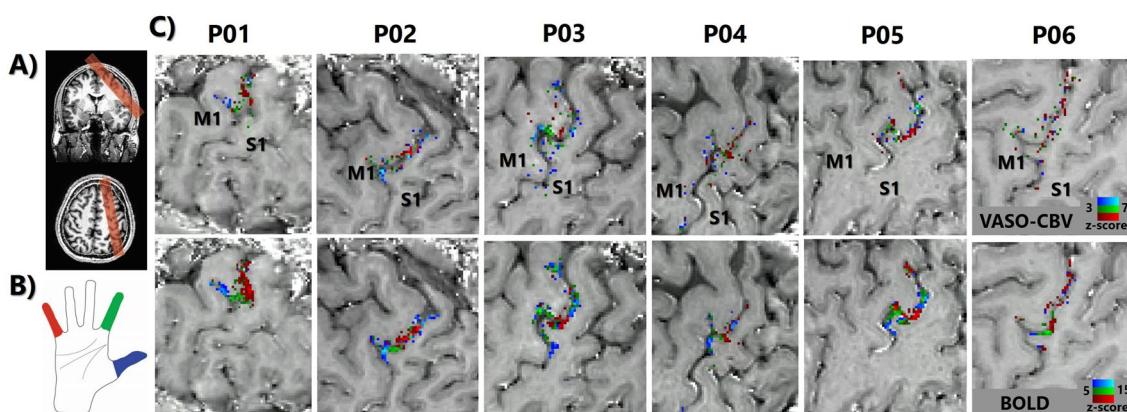 C)
P01 P02 P03 P04 P05 P06
A)
M1 S1
M1 S1
M1 S1
M1 S1
M1 S1
M1 S1
3 7
VASO-CBV z-score
B)
5 15
BOLD z-score